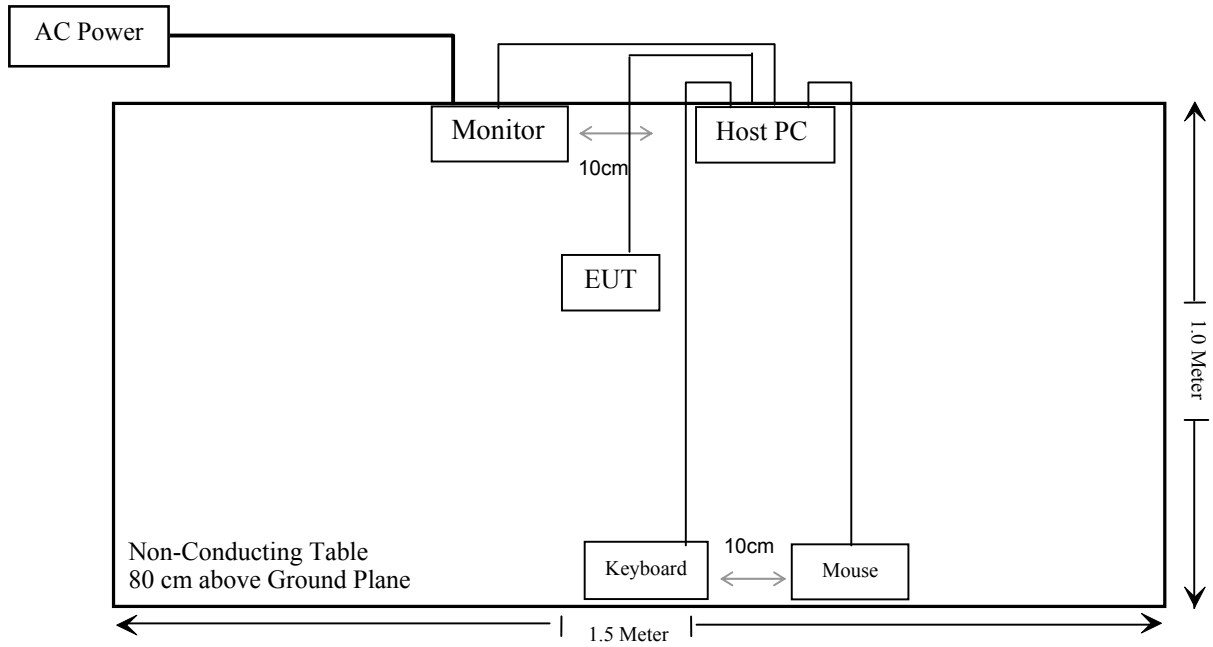 AC Power
Monitor
Host PC
10cm
EUT
1.0 Meter
Non-Conducting Table
80 cm above Ground Plane
Keyboard
10cm
Mouse
1.5 Meter